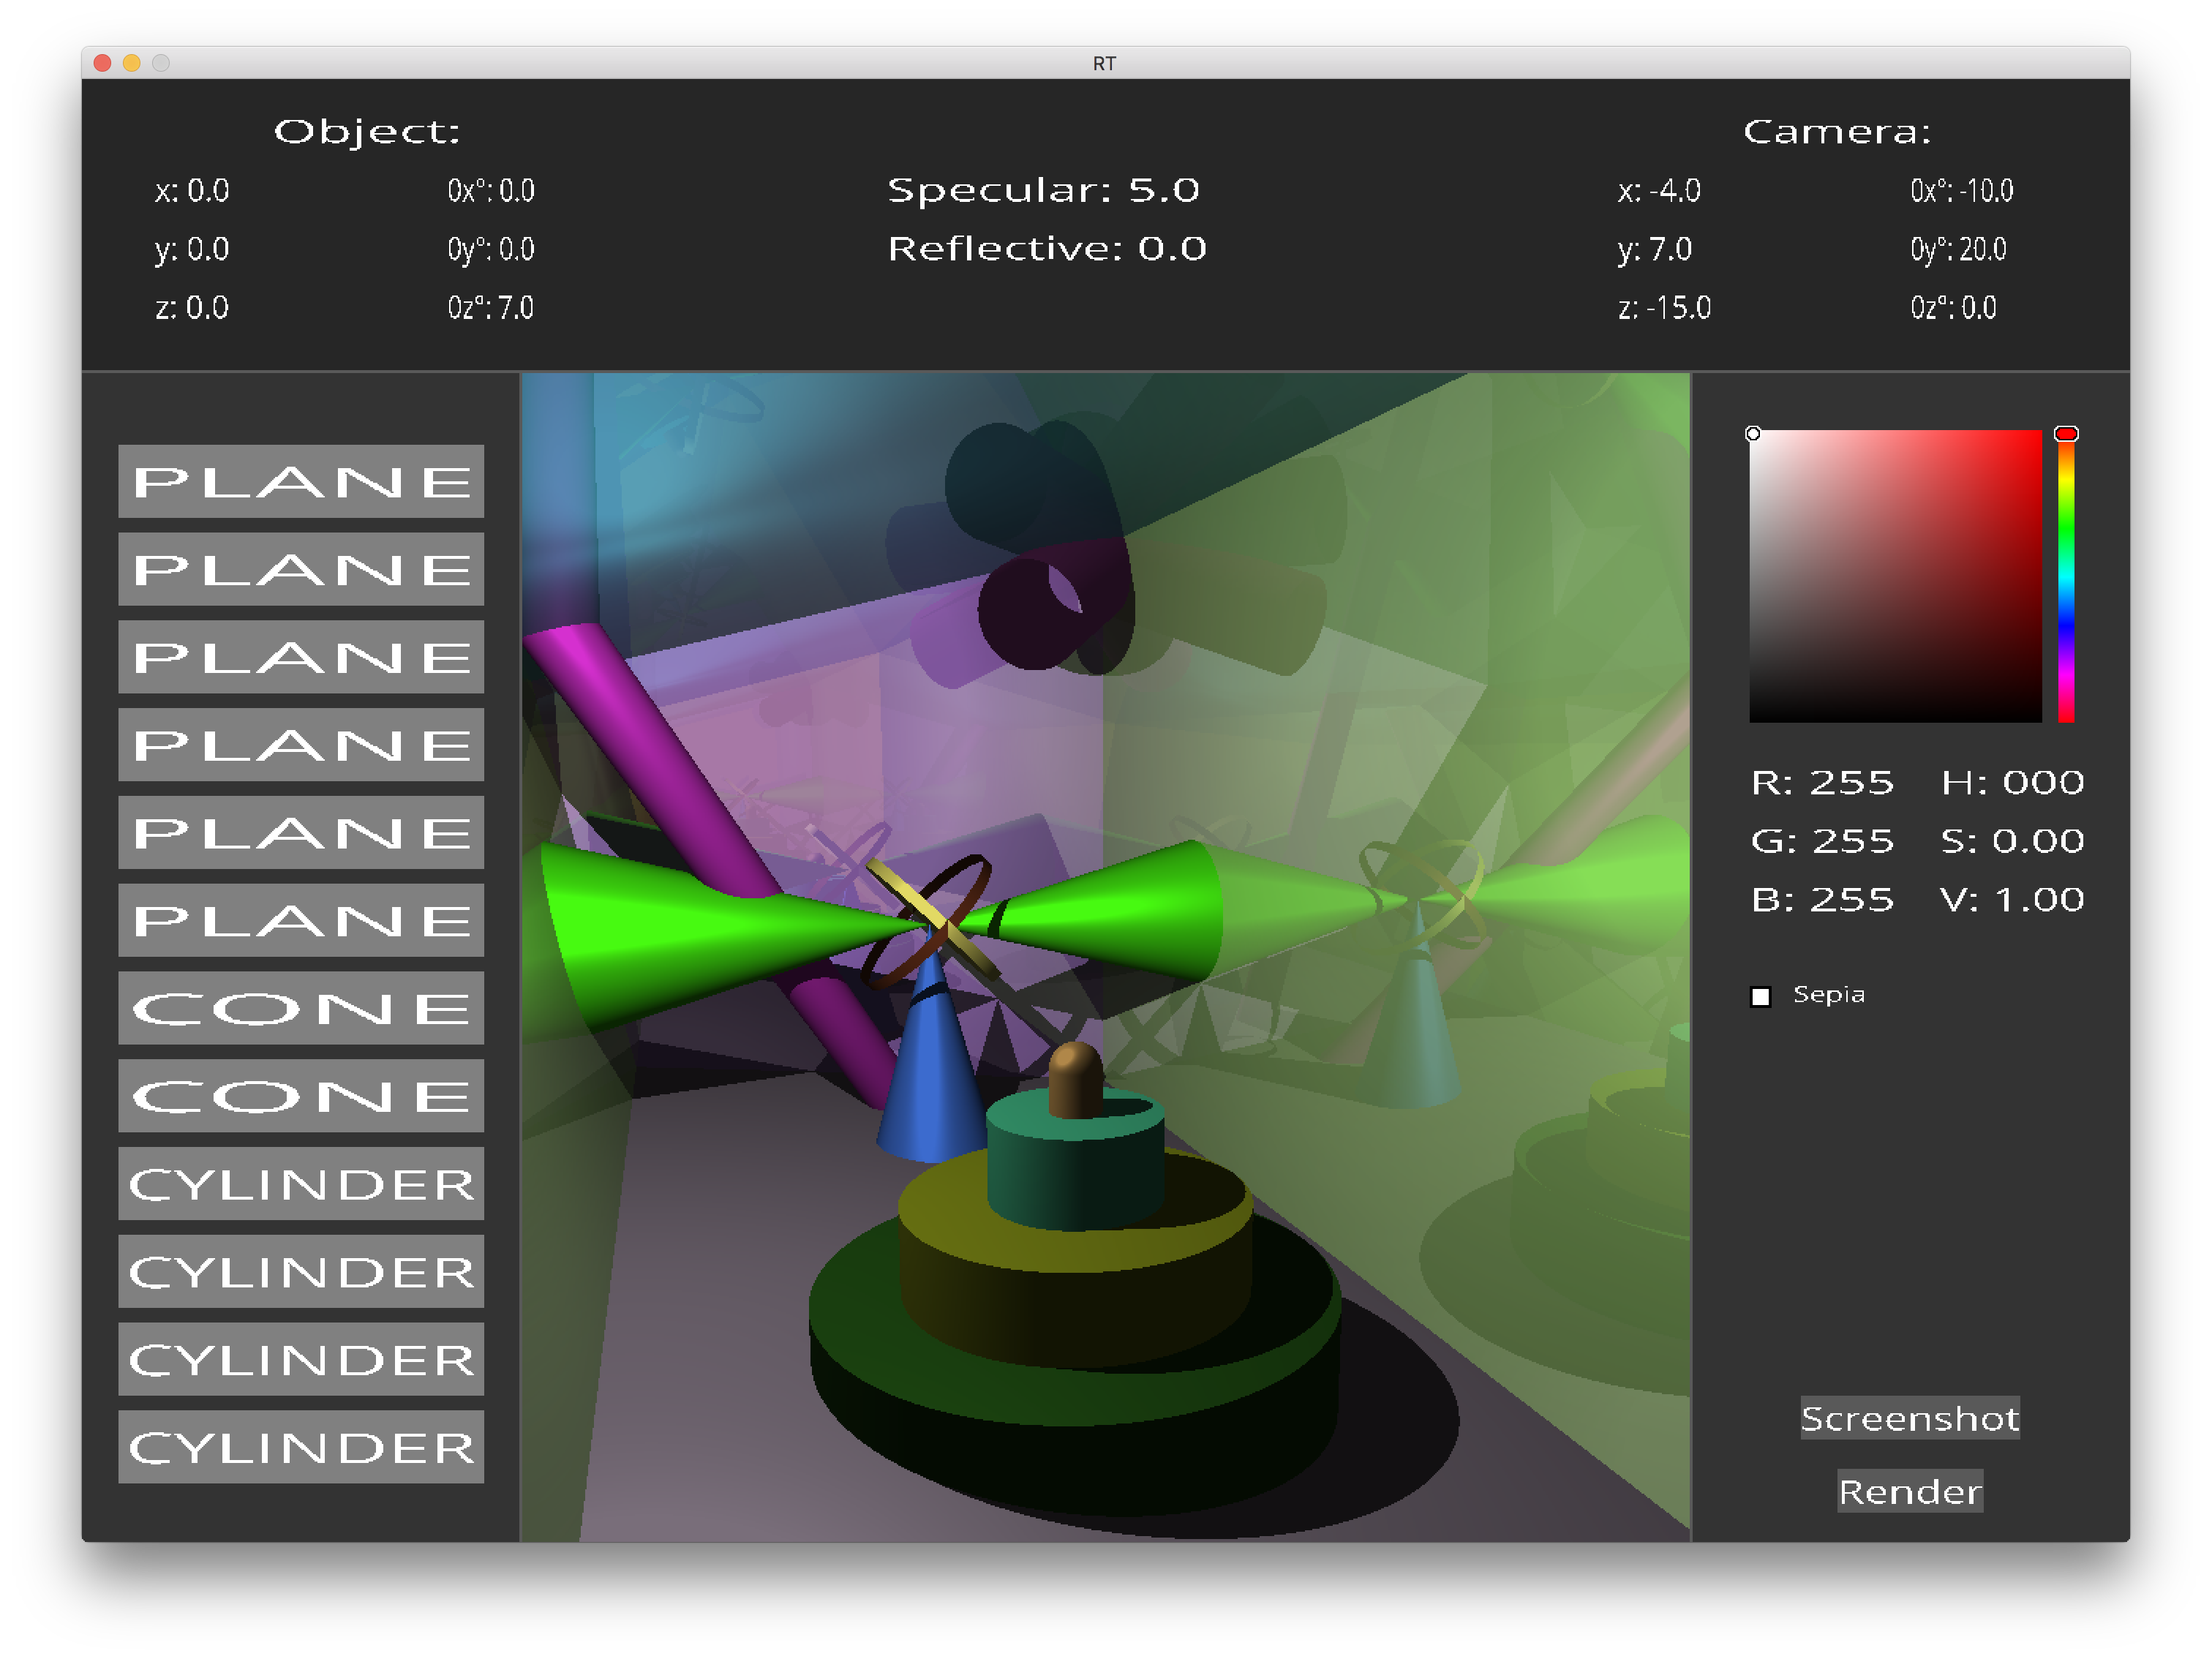 RT
Object:
x: 0.0 0x°: 0.0
y: 0.0 0y°: 0.0
z: 0.0 0z°: 7.0
Specular: 5.0
Reflective: 0.0
Camera:
x: -4.0 0x°: -10.0
y: 7.0 0y°: 20.0
z: -15.0 0z°: 0.0
PLANE
PLANE
PLANE
PLANE
PLANE
PLANE
CONE
CONE
CYLINDER
CYLINDER
CYLINDER
CYLINDER
R: 255 H: 000
G: 255 S: 0.00
B: 255 V: 1.00
Sepia
Screenshot
Render